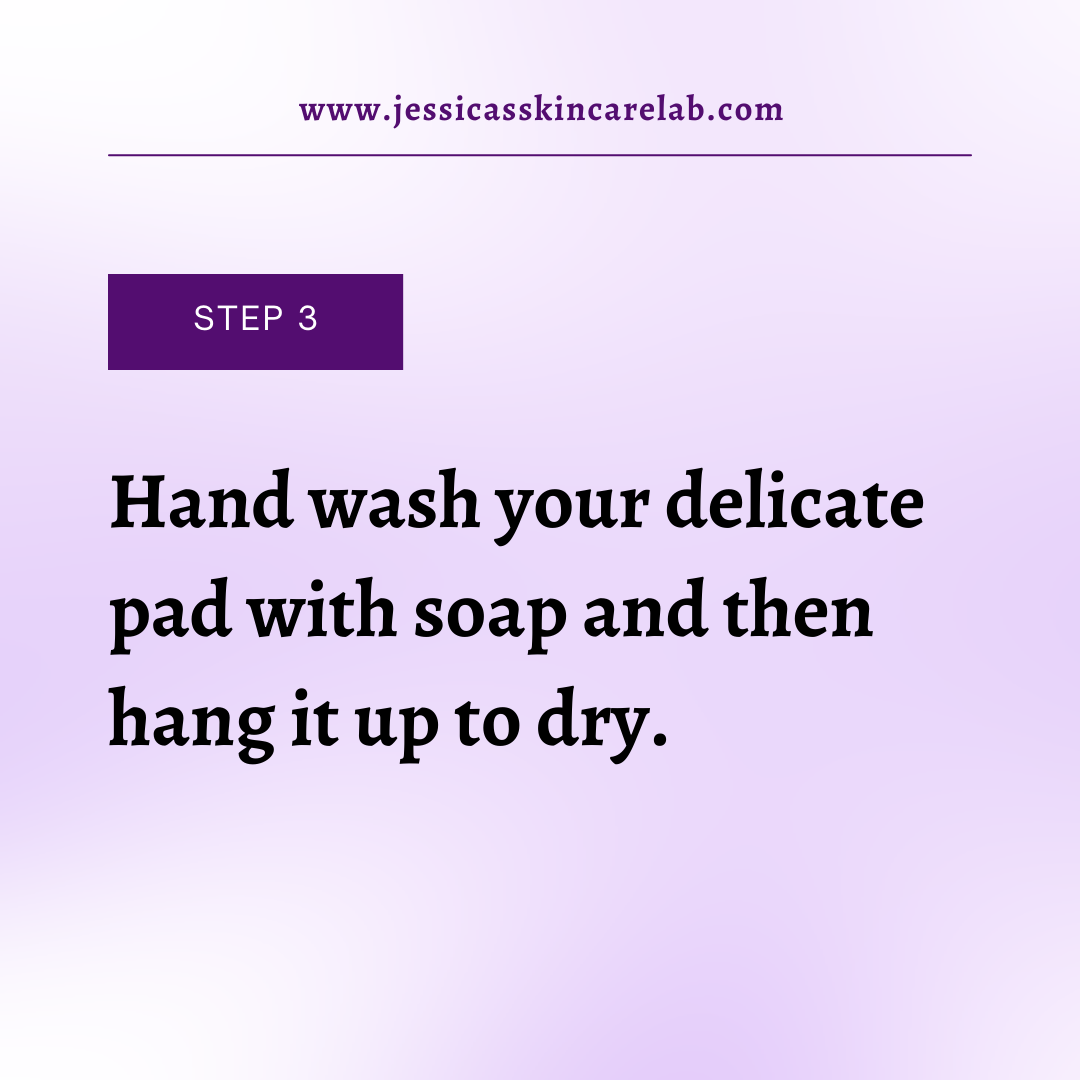 www.jessicasskincarelab.com
STEP 3
Hand wash your delicate
pad with soap and then
hang it up to dry.